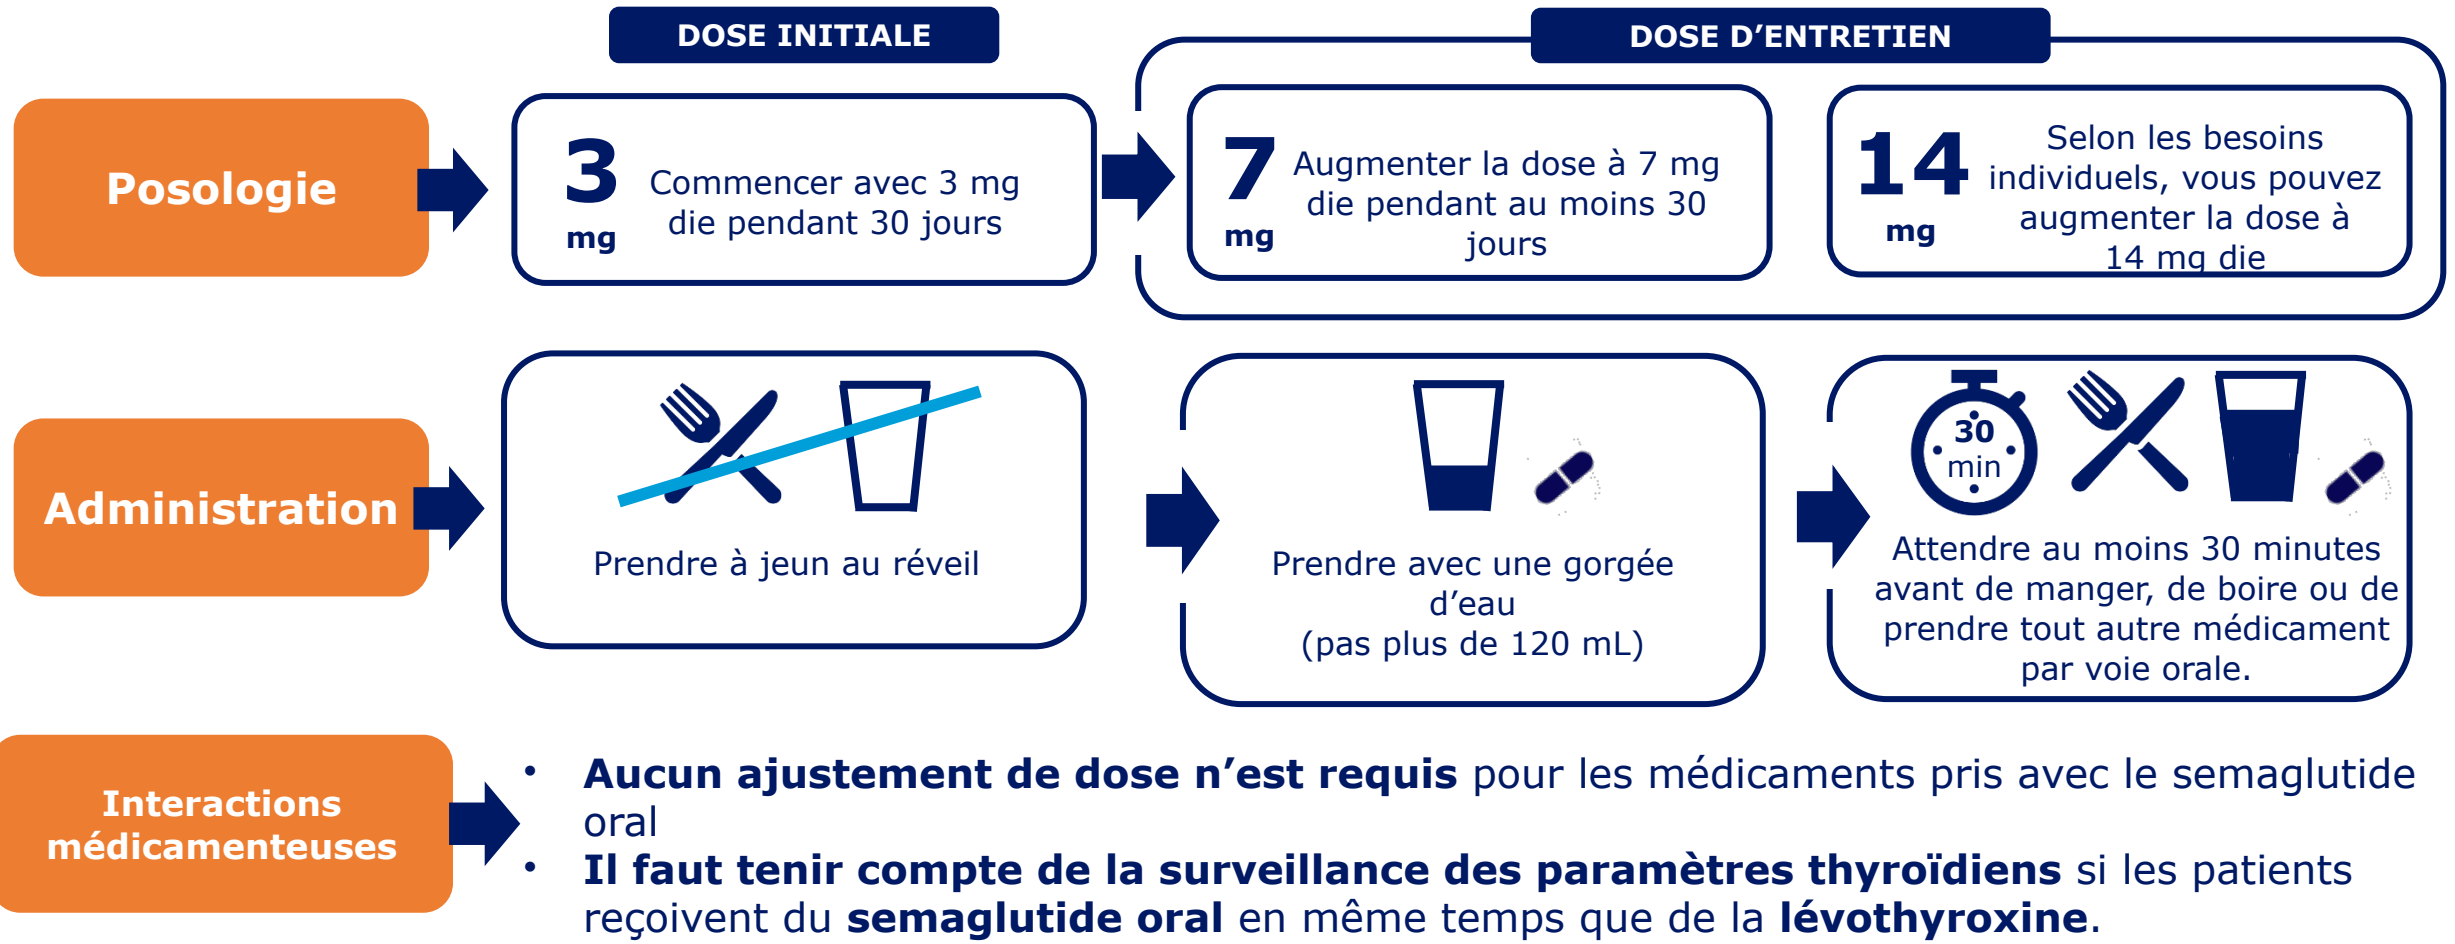 DOSE INITIALE
DOSE D’ENTRETIEN
Posologie
3
mg
Commencer avec 3 mg
die pendant 30 jours
7
mg
Augmenter la dose à 7 mg
die pendant au moins 30
jours
14
mg
Selon les besoins
individuels, vous pouvez
augmenter la dose à
14 mg die
Administration
Prendre à jeun au réveil
Prendre avec une gorgée
d’eau
(pas plus de 120 mL)
30
min
Attendre au moins 30 minutes
avant de manger, de boire ou de
prendre tout autre médicament
par voie orale.
Interactions
médicamenteuses
• Aucun ajustement de dose n’est requis pour les médicaments pris avec le semaglutide
oral
• Il faut tenir compte de la surveillance des paramètres thyroïdiens si les patients
reçoivent du semaglutide oral en même temps que de la lévothyroxine.